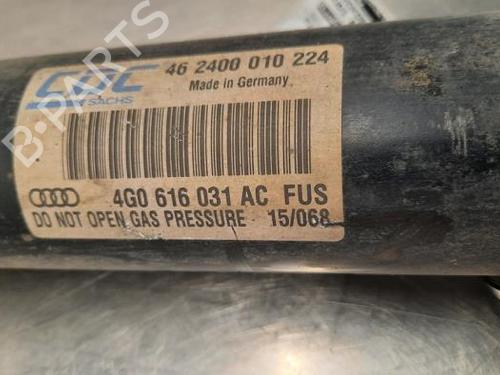 CDC
46 2400 010 224
SACHS
Made in Germany
4G0 616 031 AC FUS
DO NOT OPEN GAS PRESSURE 15/068
B-PARTS